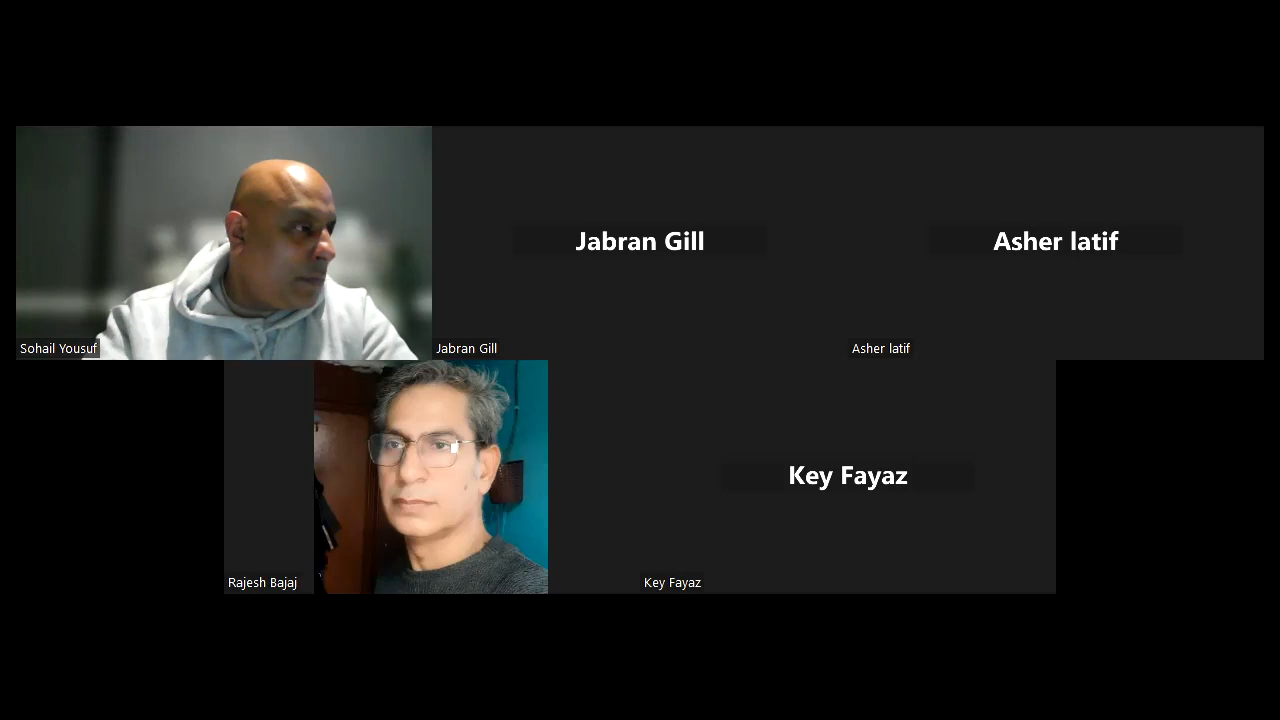 Jabran Gill
Asher latif
Sohail Yousuf
Jabran Gill
Asher latif
Key Fayaz
Rajesh Bajaj
Key Fayaz